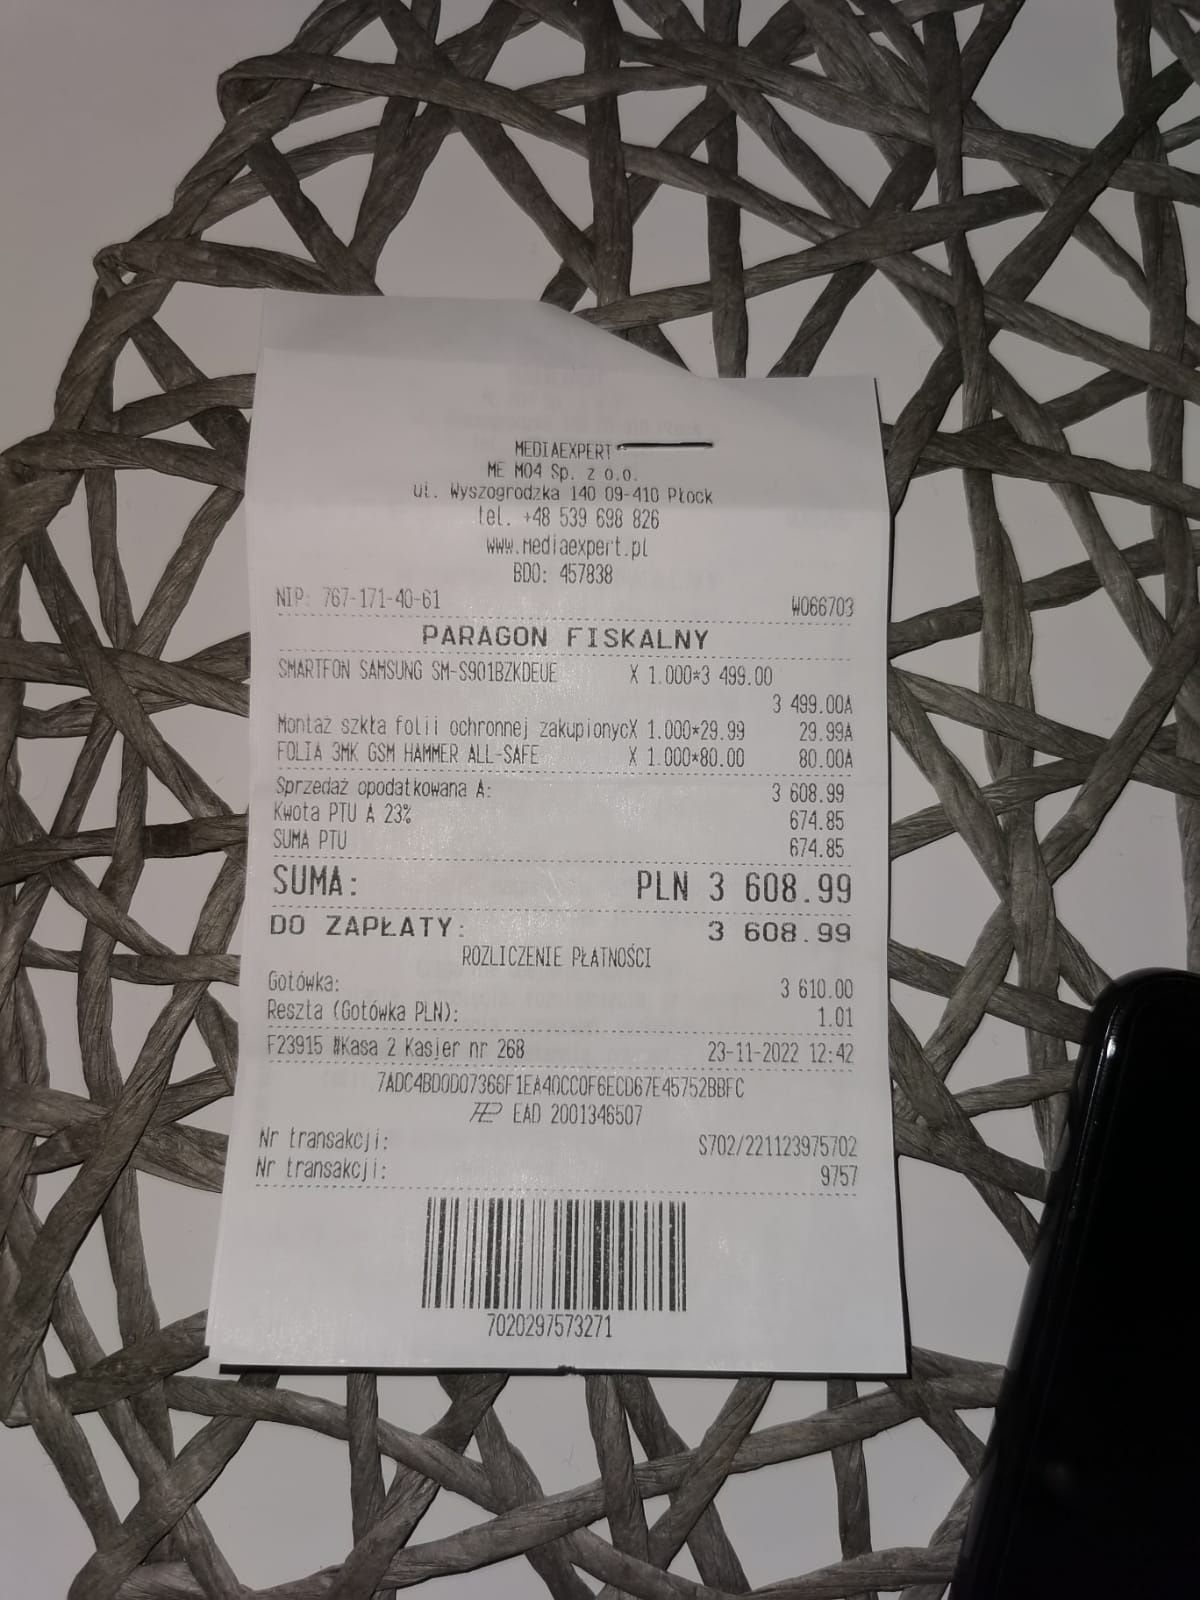 MEDIAEXPERT
ME M04 Sp. z o.o.
ul. Wyszogrodzka 140 09-410 Płock
tel. +48 539 698 826
www.mediaexpert.pl
BDO: 457838
NIP: 767-171-40-61 W066703
PARAGON FISKALNY
SMARTFON SAMSUNG SM-S901BZKDEUE X 1.000*3 499.00
3 499.00A
Montaż szkła folii ochronnej zakupionycX 1.000*29.99 29.99A
FOLIA 3MK GSM HAMMER ALL-SAFE X 1.000*80.00 80.00A
Sprzedaż opodatkowana A: 3 608.99
Kwota PTU A 23% 674.85
SUMA PTU 674.85
SUMA: PLN 3 608.99
DO ZAPŁATY: 3 608.99
ROZLICZENIE PŁATNOŚCI
Gotówka: 3 610.00
Reszta (Gotówka PLN): 1.01
F23915 #Kasa 2 Kasjer nr 268 23-11-2022 12:42
7ADC4BD0D07366F1EA40CC0F6ECD67E45752BBFC
EAD 2001346507
Nr transakcji: S702/221123975702
Nr transakcji: 9757
7020297573271